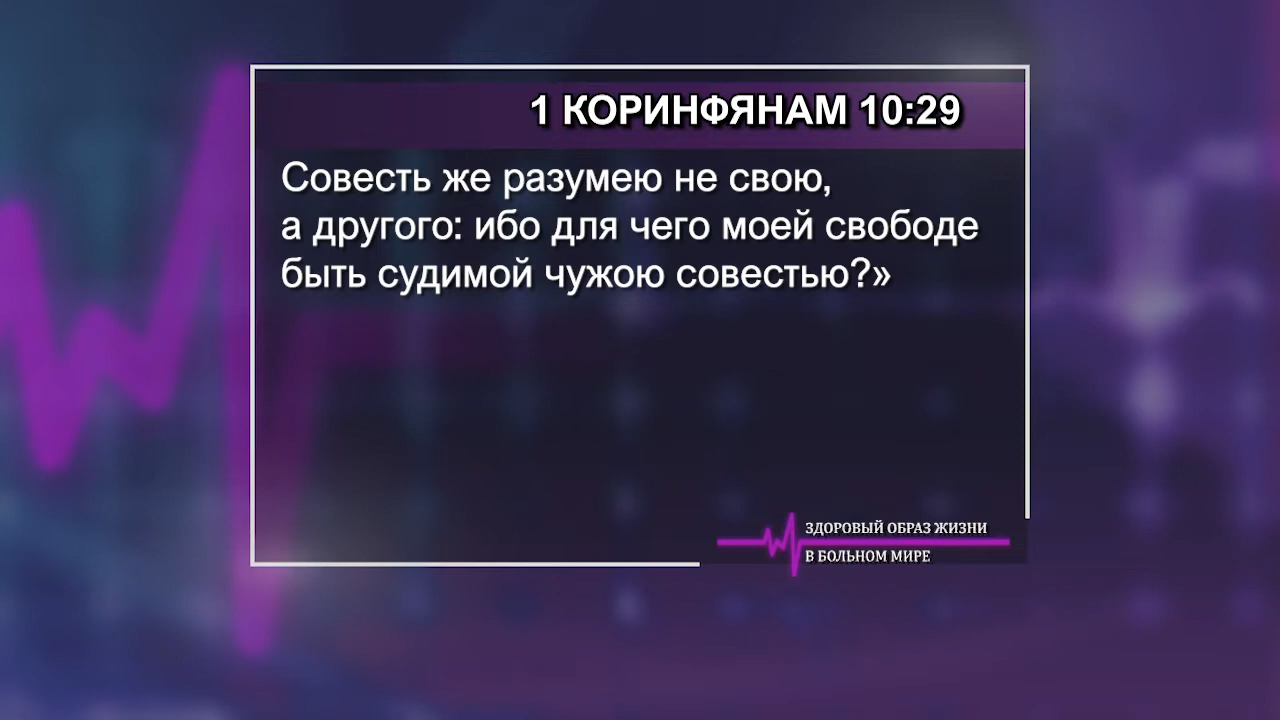 1 КОРИНФЯНАМ 10:29
Совесть же разумею не свою,
а другого: ибо для чего моей свободе
быть судимой чужою совестью?»
ЗДОРОВЫЙ ОБРАЗ ЖИЗНИ
В БОЛЬНОМ МИРЕ